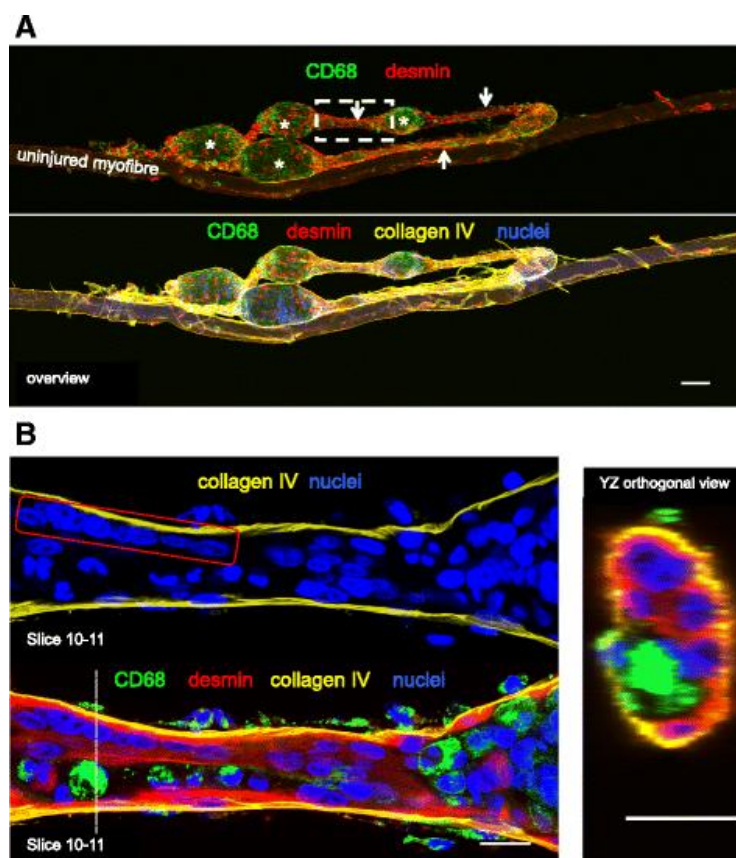 A
CD68 desmin
* * * *
uninjured myofibre
CD68 desmin collagen IV nuclei
overview
B
collagen IV nuclei
Slice 10-11
CD68 desmin collagen IV nuclei
Slice 10-11
YZ orthogonal view